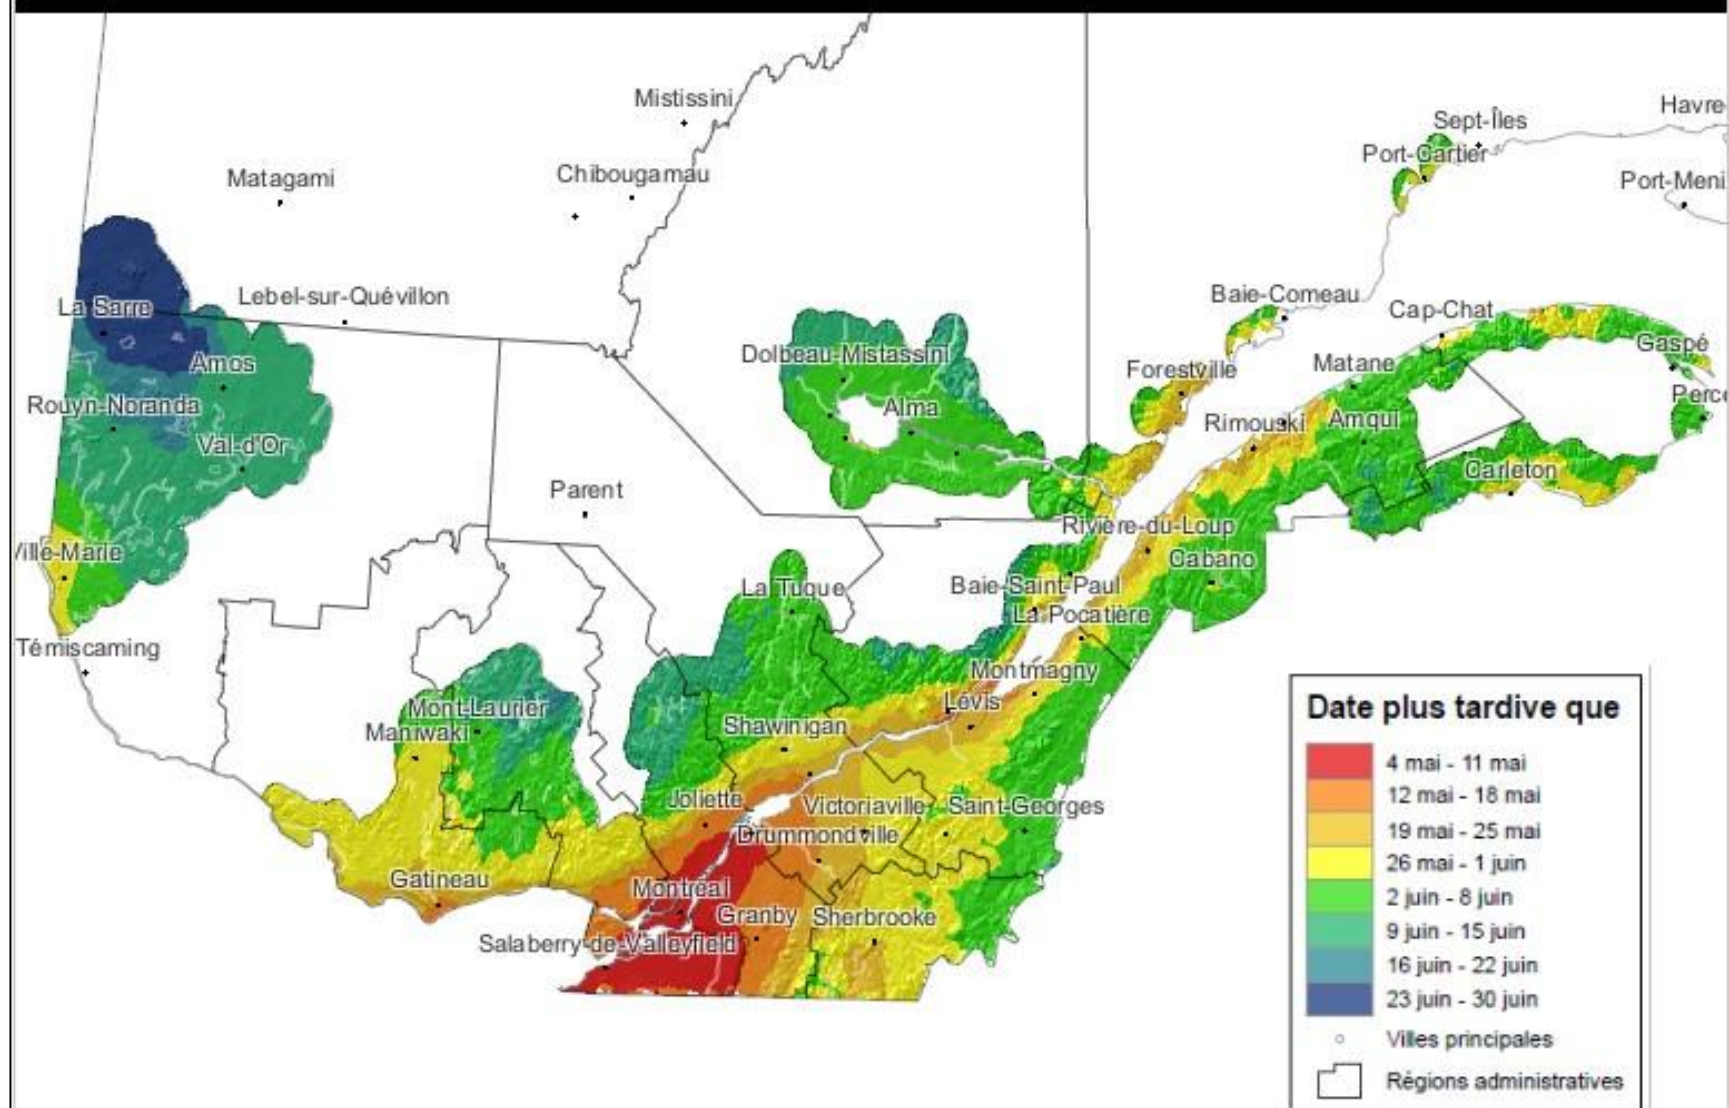 Mistissini
Havre
Sept-Îles
Port-Cartier
Matagami
Chibougamau
Port-Meni
La Sarre
Lebel-sur-Quévillon
Baie-Comeau
Cap-Chat
Gaspé
Amos
Dolbeau-Mistassini
Forestville
Matane
Perc
Rouyn-Noranda
Alma
Rimouski
Amqui
Val-d'Or
Carleton
Parent
Rivière-du-Loup
Ville-Marie
Cabano
La Tuque
Baie-Saint-Paul
La Pocatière
Témiscaming
Montmagny
Mont-Laurier
Lévis
Maniwaki
Shawinigan
Joliette
Victoriaville
Saint-Georges
Drummondville
Gatineau
Montréal
Granby
Sherbrooke
Salaberry-de-Valleyfield
Date plus tardive que
4 mai - 11 mai
12 mai - 18 mai
19 mai - 25 mai
26 mai - 1 juin
2 juin - 8 juin
9 juin - 15 juin
16 juin - 22 juin
23 juin - 30 juin
Villes principales
Régions administratives